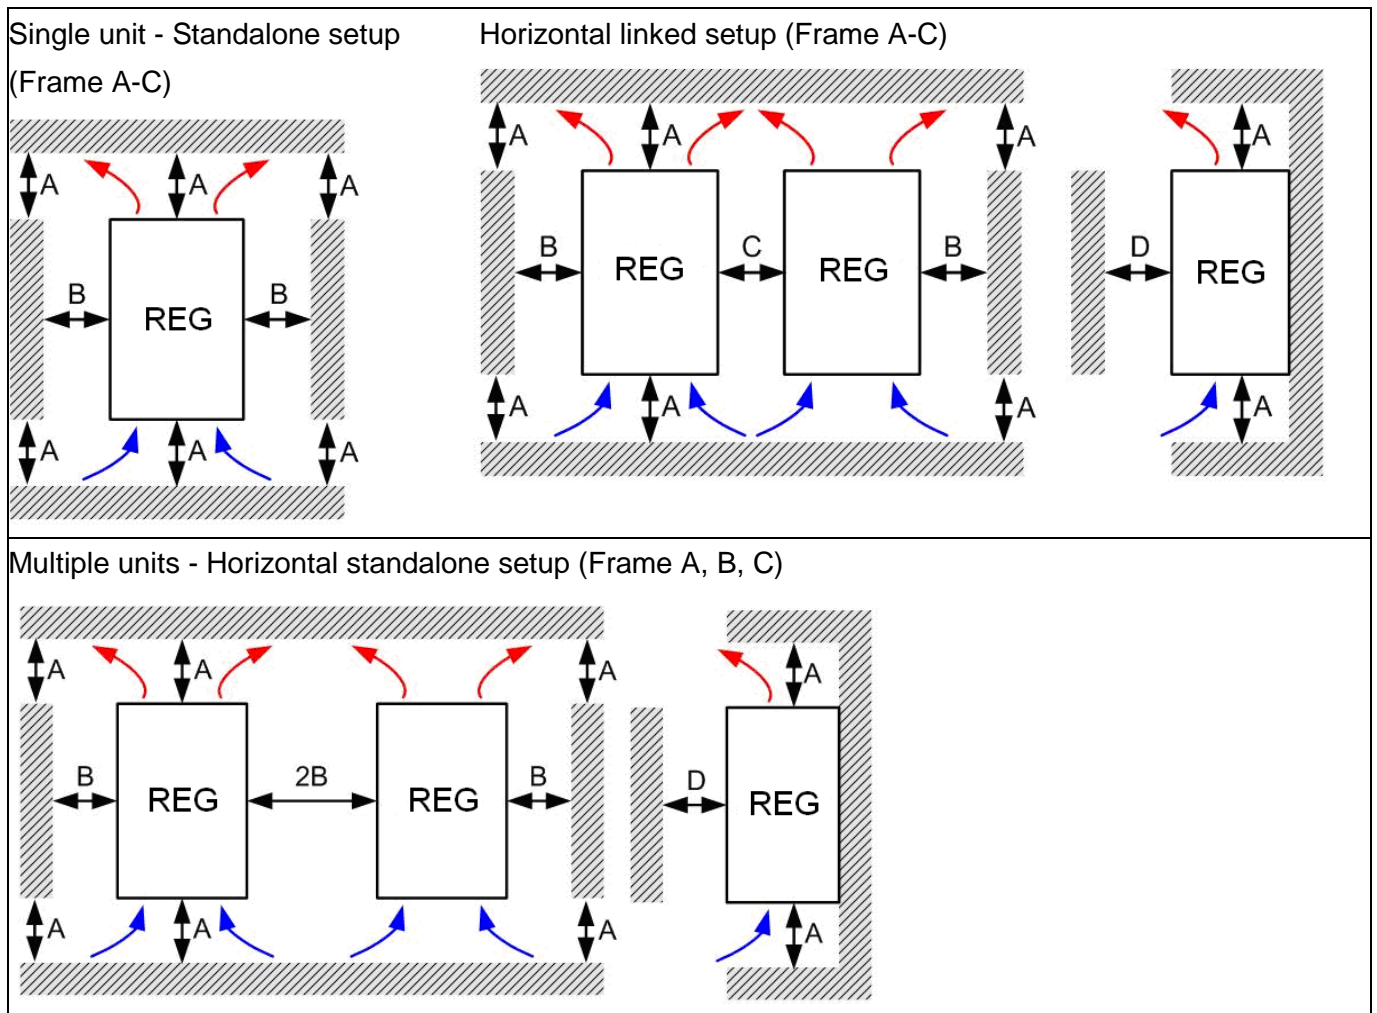 Single unit - Standalone setup
(Frame A-C)
A A A
B B
REG
A A A
Horizontal linked setup (Frame A-C)
A A A
B C B
REG REG
A A A
A
D
REG
A
Multiple units - Horizontal standalone setup (Frame A, B, C)
A A A
B 2B B
REG REG
A A A
A
D
REG
A